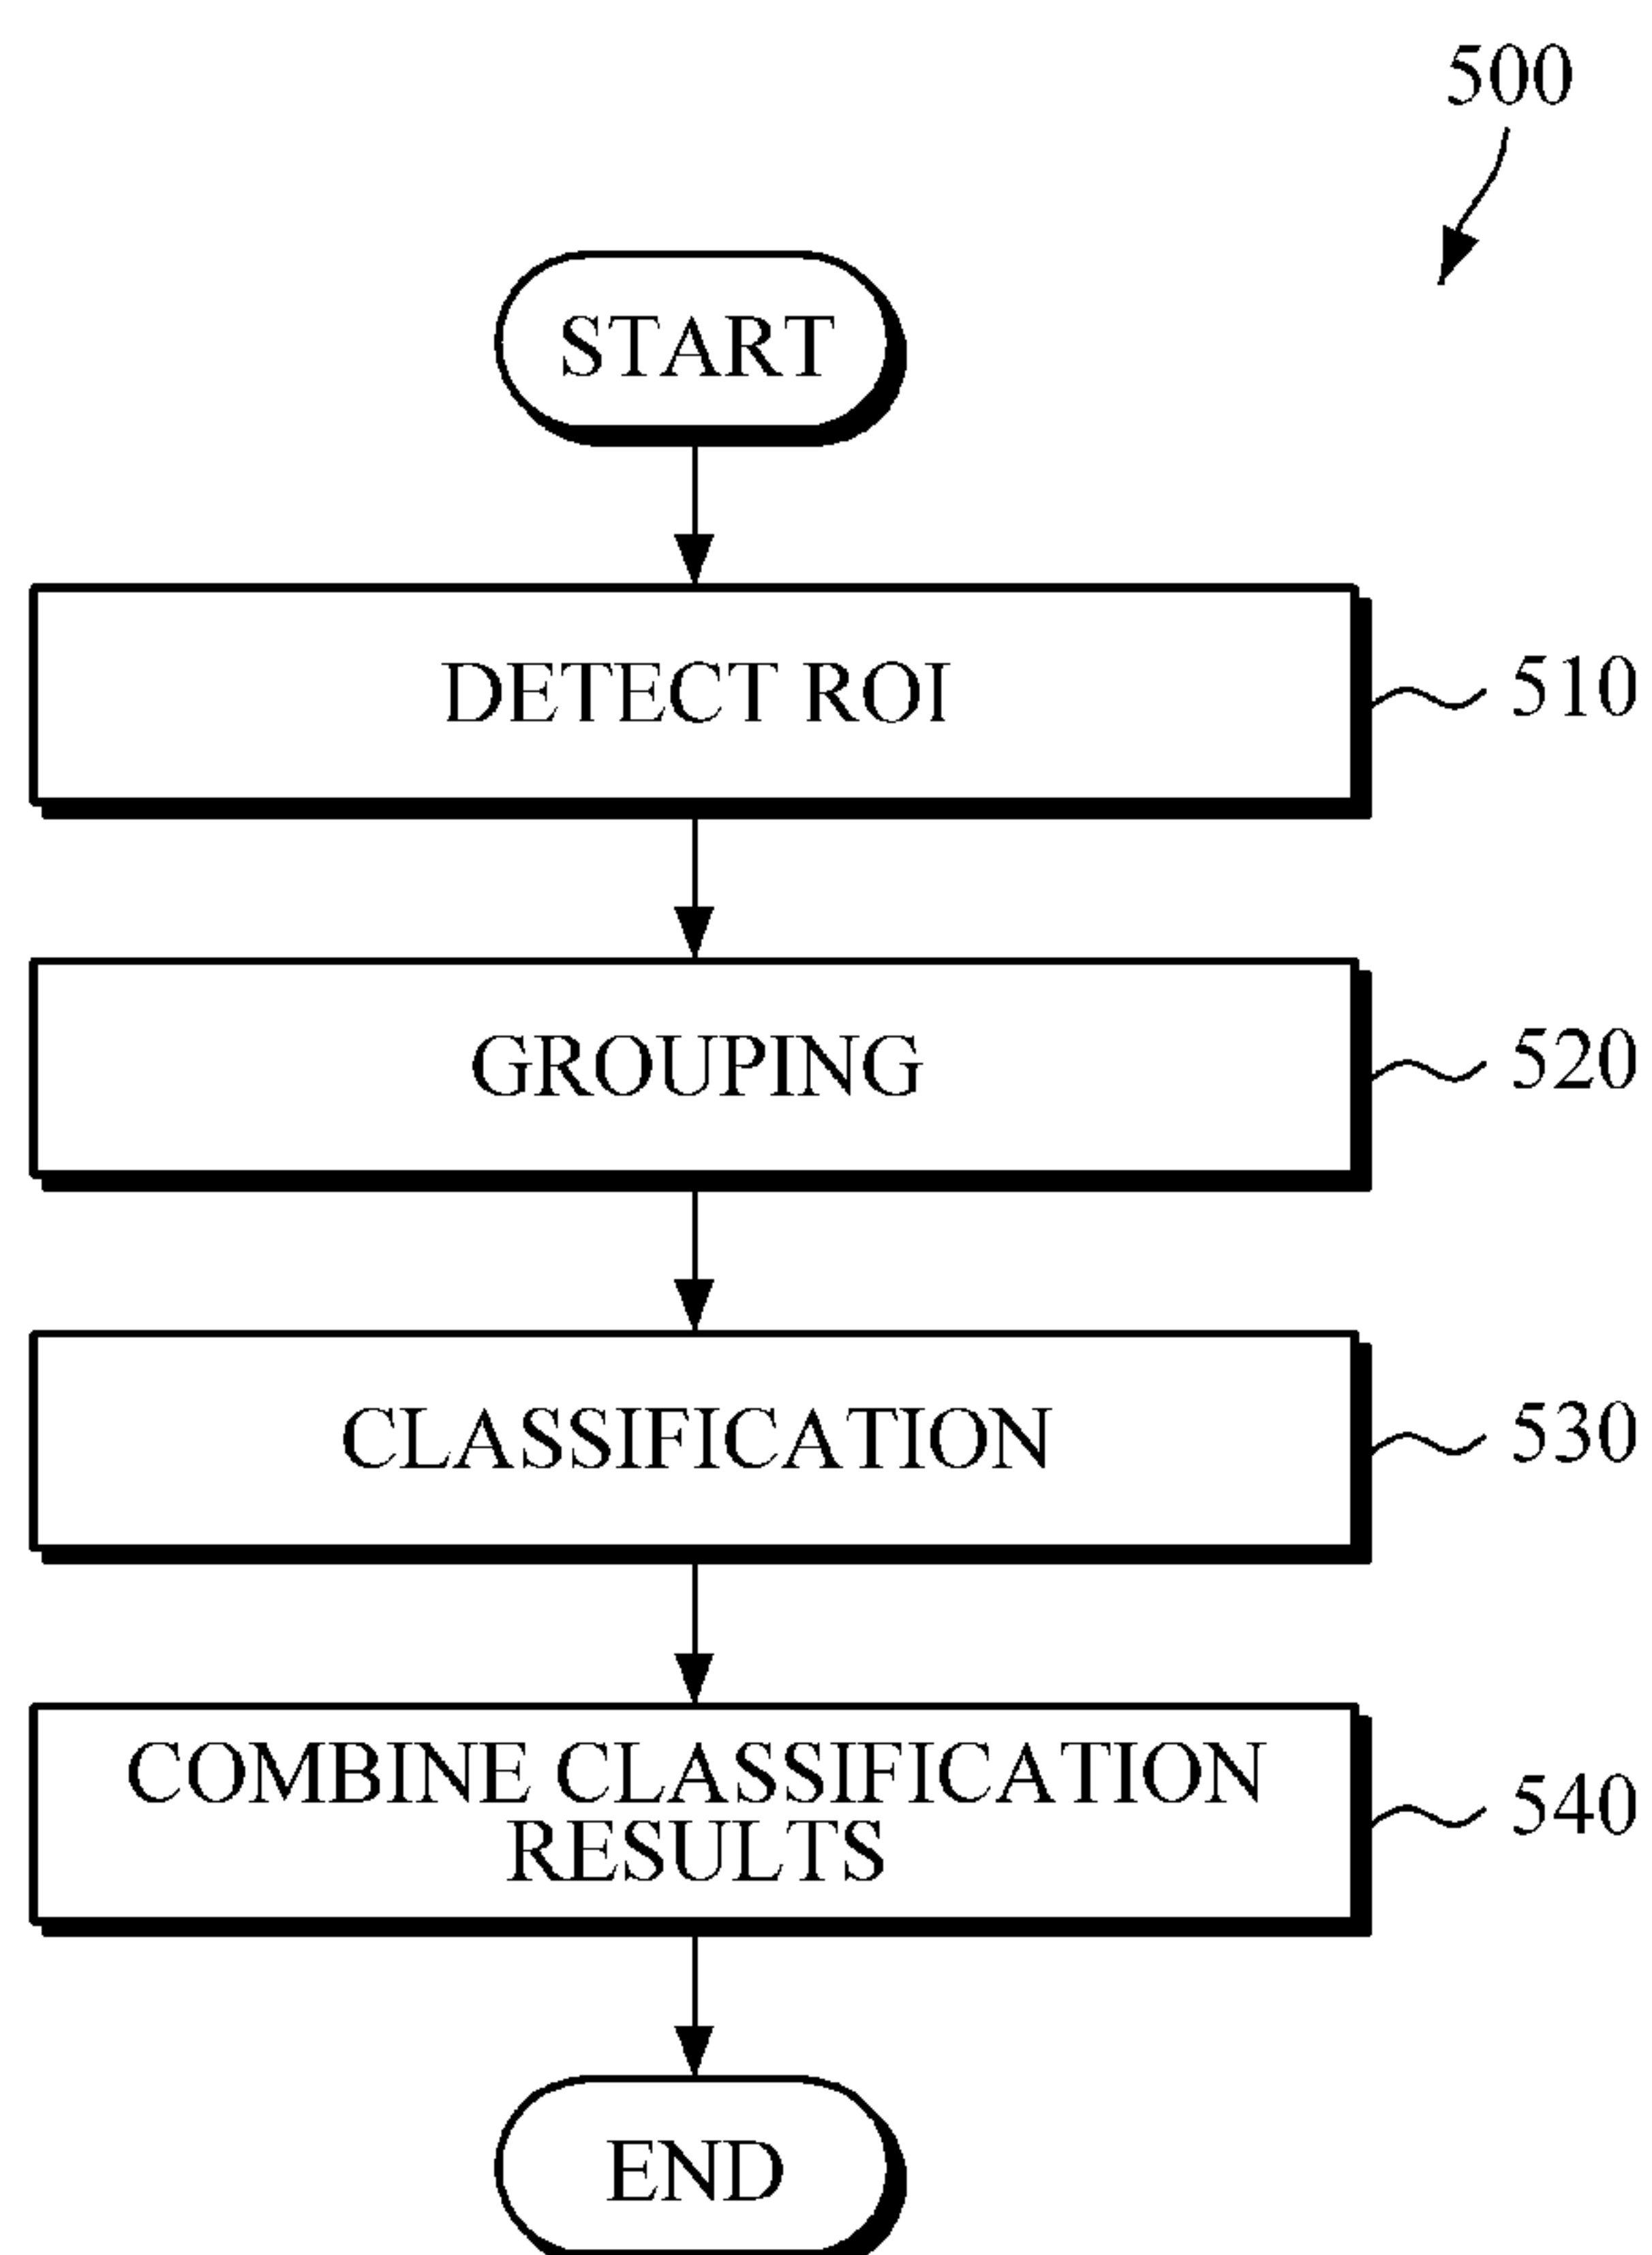 500
START
DETECT ROI
510
GROUPING
520
CLASSIFICATION
530
COMBINE CLASSIFICATION
RESULTS
540
END